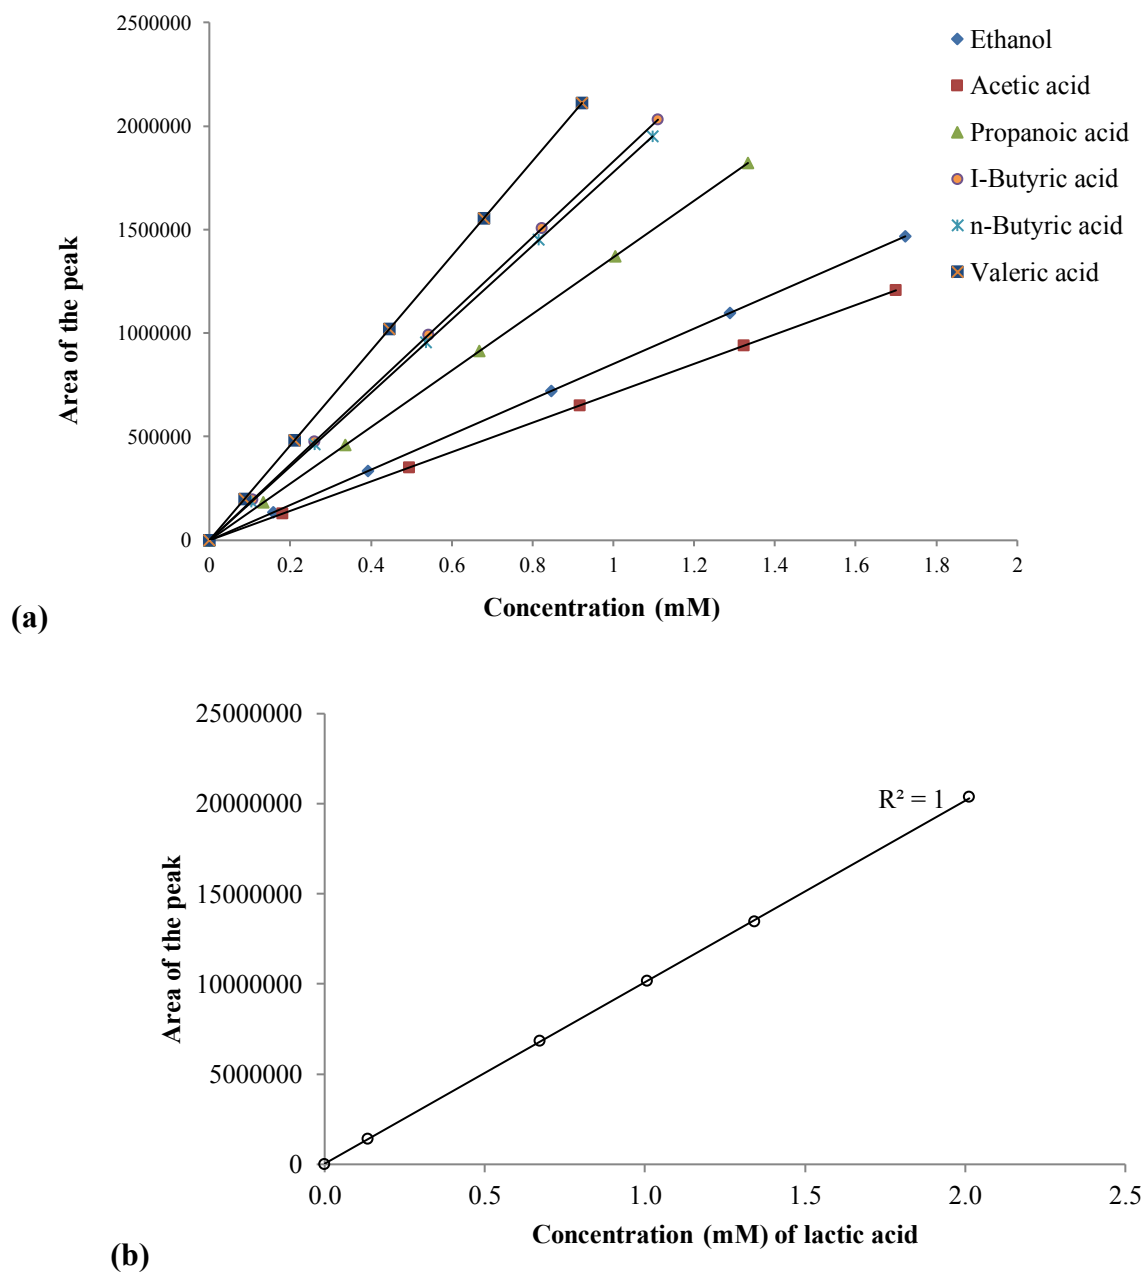 2500000
2000000
1500000
1000000
500000
0
Area of the peak
0 0.2 0.4 0.6 0.8 1 1.2 1.4 1.6 1.8 2
Concentration (mM)
Ethanol
Acetic acid
Propanoic acid
I-Butyric acid
n-Butyric acid
Valeric acid
(a)
25000000
20000000
15000000
10000000
5000000
0
Area of the peak
R² = 1
0.0 0.5 1.0 1.5 2.0 2.5
Concentration (mM) of lactic acid
(b)